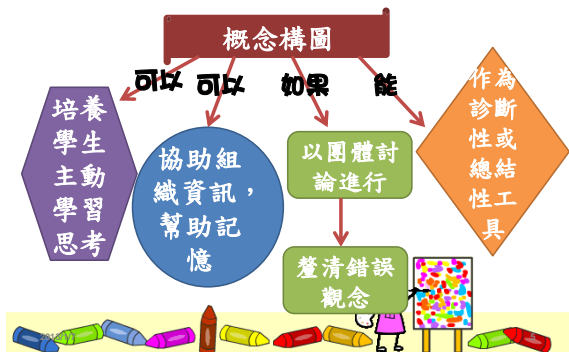 概念構圖
可以
可以
如果
能
培養
學生
主動
學習
思考
協助組
織資訊，
幫助記
憶
以團體討
論進行
釐清錯誤
觀念
作為
診斷
性或
總結
性工
具